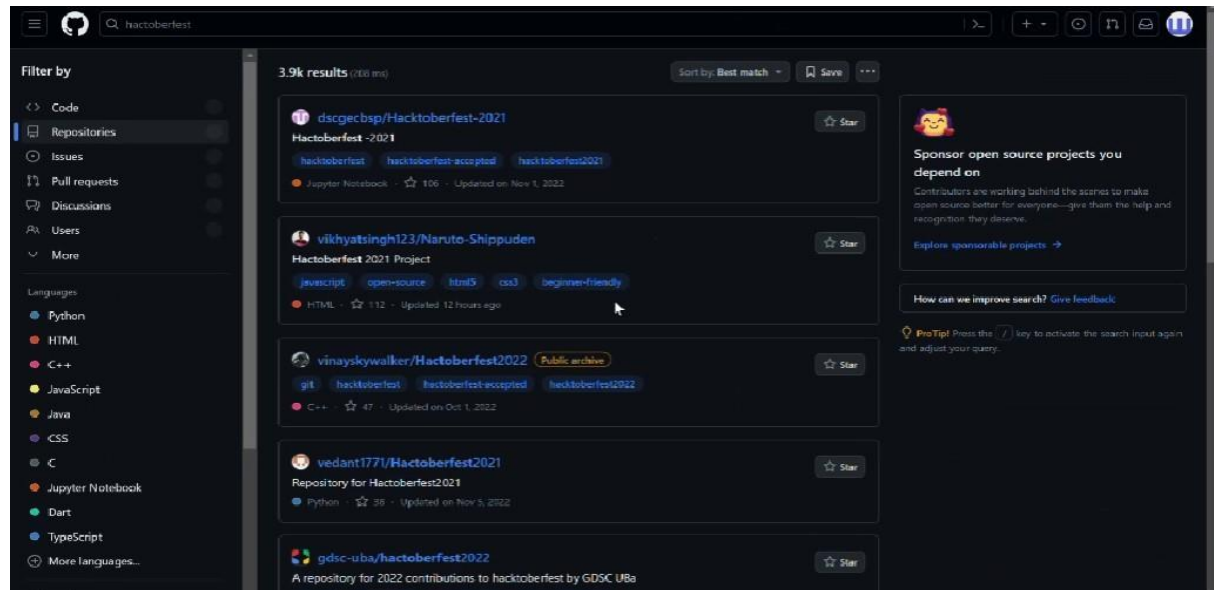 hactoberfest
Filter by
Code
Repositories
Issues
Pull requests
Discussions
Users
More
Languages
Python
HTML
C++
JavaScript
Java
CSS
C
Jupyter Notebook
Dart
TypeScript
More languages...
3.9k results (208 ms)
Sort by: Best match
Save
dscgecbsp/Hacktoberfest-2021
Star
Hactoberfest -2021
hacktoberfest hacktoberfest-accepted hacktoberfest2021
Jupyter Notebook · 106 · Updated on Nov 1, 2022
vikhyatsingh123/Naruto-Shippuden
Star
Hactoberfest 2021 Project
javascript open-source html5 css3 beginner-friendly
HTML · 112 · Updated 12 hours ago
vinayskywalker/Hactoberfest2022 Public archive
Star
git hacktoberfest hactoberfest-accepted hecktoberfest2022
C++ · 47 · Updated on Oct 1, 2022
vedant1771/Hactoberfest2021
Star
Repository for Hactoberfest2021
Python · 38 · Updated on Nov 5, 2022
gdsc-uba/hactoberfest2022
Star
A repository for 2022 contributions to hacktoberfest by GDSC UBa
Sponsor open source projects you
depend on
Contributors are working behind the scenes to make
open source better for everyone—give them the help and
recognition they deserve.
Explore sponsorable projects →
How can we improve search? Give feedback
ProTip! Press the / key to activate the search input again
and adjust your query.